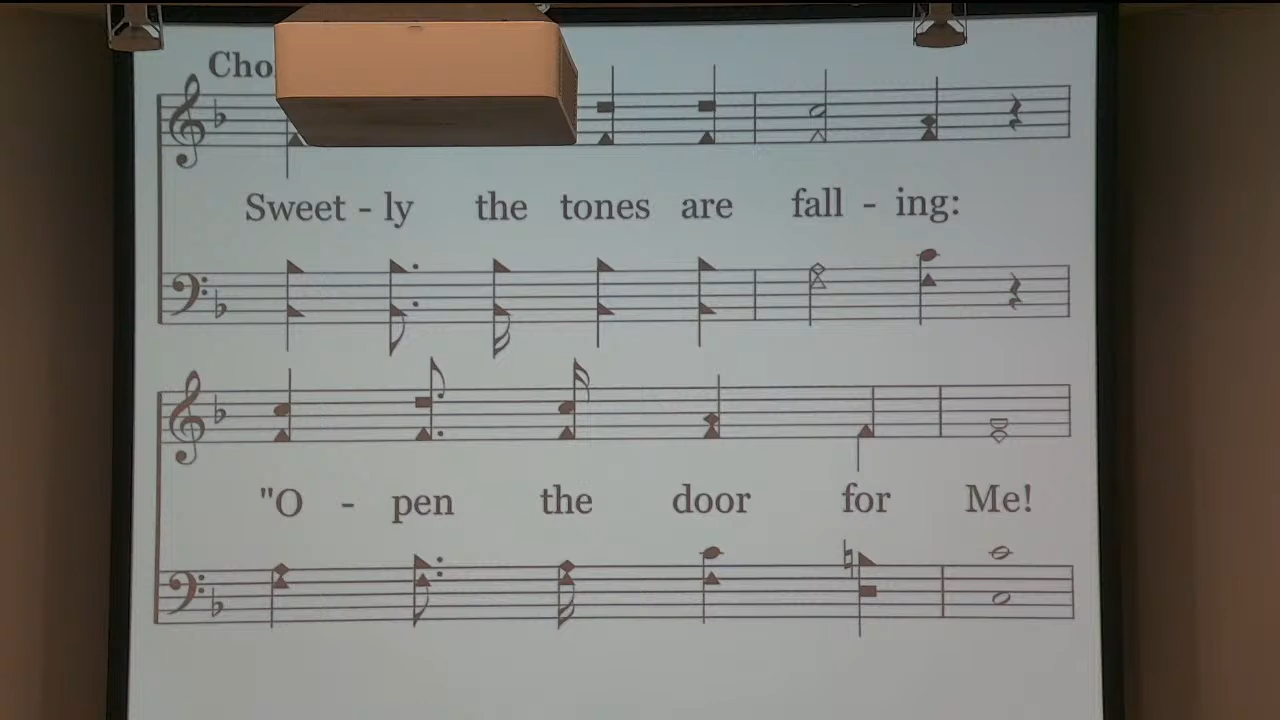 Cho
Sweet - ly the tones are fall - ing:
"O - pen the door for Me!